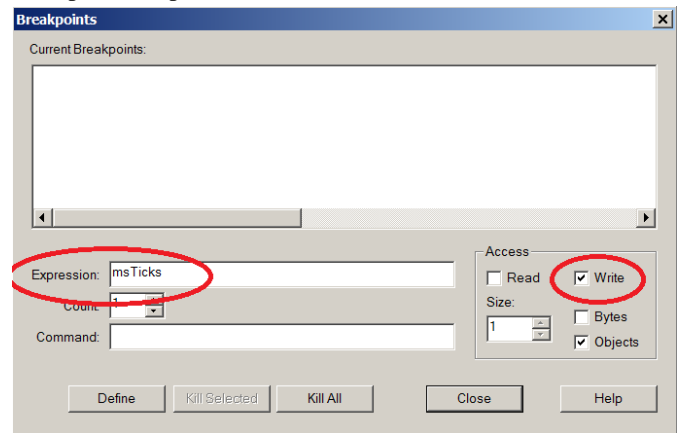 Breakpoints
Current Breakpoints:
Access
Expression: msTicks
Read Write
Count: 1
Size:
1
Bytes
Command:
Objects
Define Kill Selected Kill All Close Help